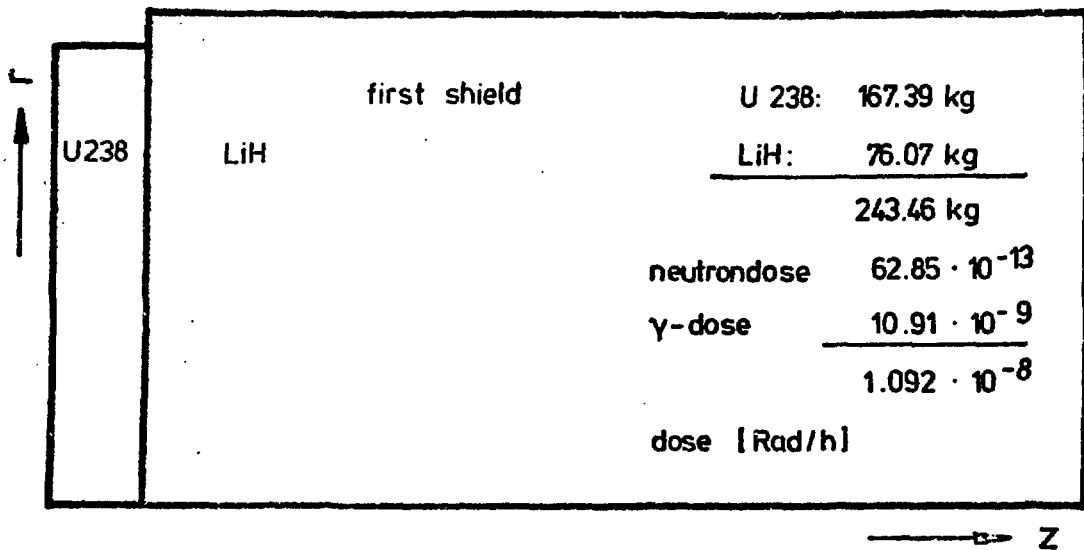 r
first shield
U 238: 167.39 kg
U238
LiH
LiH: 76.07 kg
243.46 kg
neutrondose 62.85 · 10⁻¹³
γ-dose 10.91 · 10⁻⁹
1.092 · 10⁻⁸
dose [Rad/h]
z